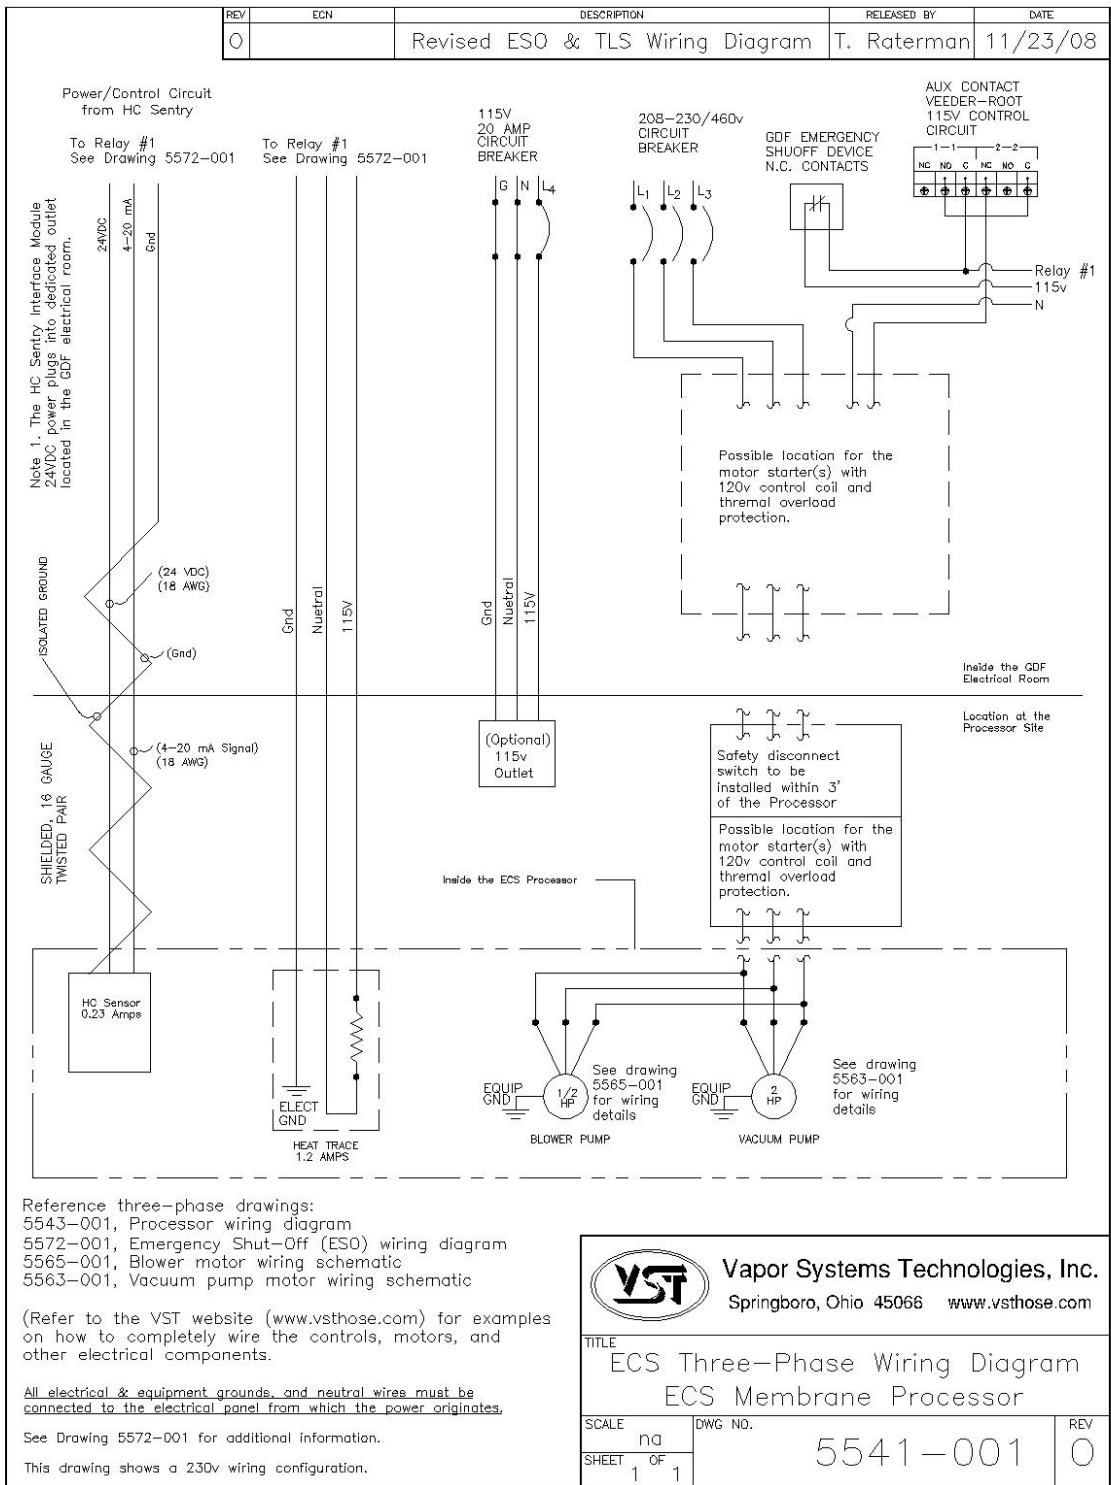 REV ECN DESCRIPTION RELEASED BY DATE
O Revised ESO & TLS Wiring Diagram T. Raterman 11/23/08
Power/Control Circuit
from HC Sentry
To Relay #1
See Drawing 5572-001
To Relay #1
See Drawing 5572-001
115V
20 AMP
CIRCUIT
BREAKER
208-230/460v
CIRCUIT
BREAKER
GDF EMERGENCY
SHUOFF DEVICE
N.C. CONTACTS
AUX CONTACT
VEEDER-ROOT
115V CONTROL
CIRCUIT
1-1 2-2
NC NO C NC NO C
G N L4
L1 L2 L3
24VDC
4-20 mA
Gnd
Note 1. The HC Sentry Interface Module
24VDC power plugs into dedicated outlet
located in the GDF electrical room.
Relay #1
115v
N
Possible location for the
motor starter(s) with
120v control coil and
thremal overload
protection.
ISOLATED GROUND
(24 VDC)
(18 AWG)
(Gnd)
Gnd
Nuetral
115V
Gnd
Nuetral
115V
Inside the GDF
Electrical Room
Location at the
Processor Site
(4-20 mA Signal)
(18 AWG)
SHIELDED, 16 GAUGE
TWISTED PAIR
(Optional)
115v
Outlet
Safety disconnect
switch to be
installed within 3'
of the Processor
Possible location for the
motor starter(s) with
120v control coil and
thremal overload
protection.
Inside the ECS Processor
HC Sensor
0.23 Amps
ELECT
GND
HEAT TRACE
1.2 AMPS
EQUIP
GND
1/2
HP
See drawing
5565-001
for wiring
details
BLOWER PUMP
EQUIP
GND
2
HP
See drawing
5563-001
for wiring
details
VACUUM PUMP
Reference three-phase drawings:
5543-001, Processor wiring diagram
5572-001, Emergency Shut-Off (ESO) wiring diagram
5565-001, Blower motor wiring schematic
5563-001, Vacuum pump motor wiring schematic
(Refer to the VST website (www.vsthose.com) for examples
on how to completely wire the controls, motors, and
other electrical components.
All electrical & equipment grounds, and neutral wires must be
connected to the electrical panel from which the power originates.
See Drawing 5572-001 for additional information.
This drawing shows a 230v wiring configuration.
VST
Vapor Systems Technologies, Inc.
Springboro, Ohio 45066 www.vsthose.com
TITLE
ECS Three-Phase Wiring Diagram
ECS Membrane Processor
SCALE
na
SHEET 1 OF 1
DWG NO.
5541-001
REV
O